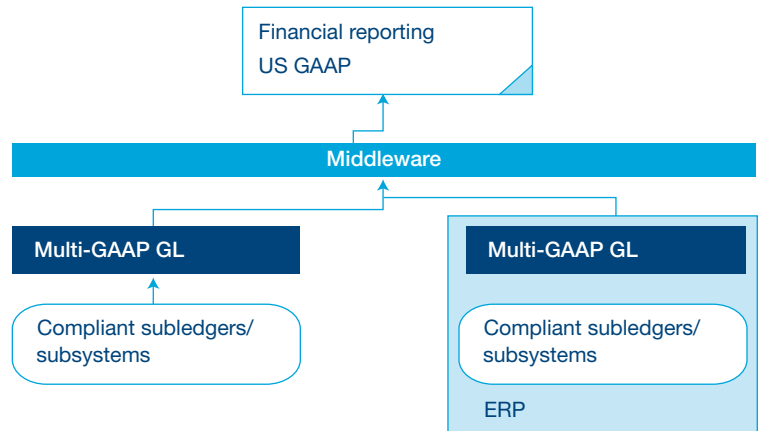 Financial reporting
US GAAP
Middleware
Multi-GAAP GL
Multi-GAAP GL
Compliant subledgers/
subsystems
Compliant subledgers/
subsystems
ERP